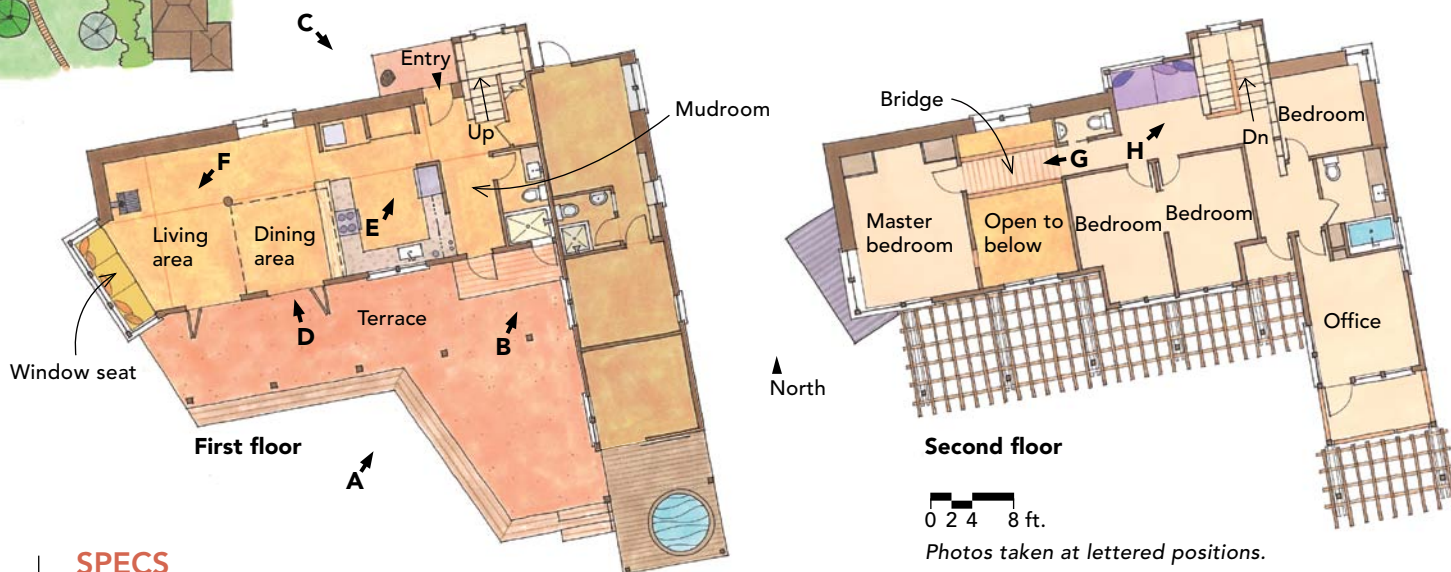 C
Entry
Up
Mudroom
F
E
Living
area
Dining
area
D
Terrace
B
Window seat
First floor
A
SPECS
Bridge
G
H
Dn
Bedroom
Master
bedroom
Open to
below
Bedroom
Bedroom
Office
North
Second floor
0 2 4 8 ft.
Photos taken at lettered positions.